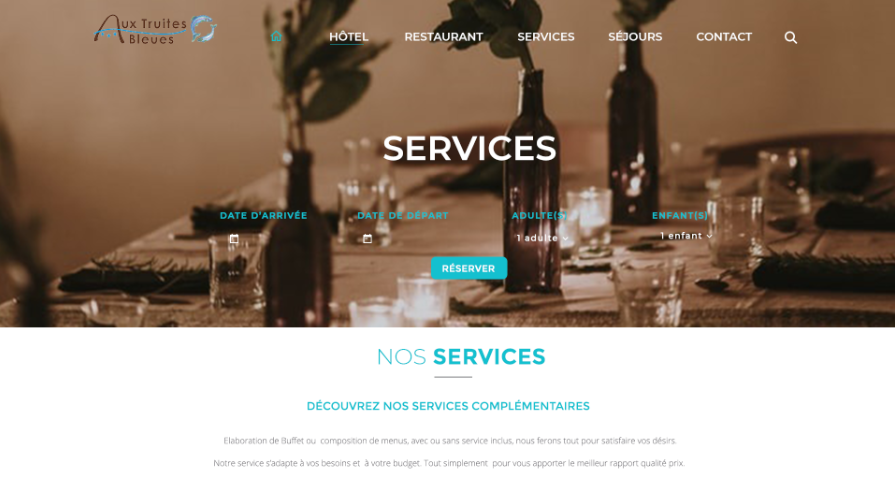 Aux Truites
Bleues
HÔTEL RESTAURANT SERVICES SÉJOURS CONTACT
SERVICES
DATE D'ARRIVÉE DATE DE DÉPART ADULTE(S) ENFANT(S)
1 adulte 1 enfant
RÉSERVER
NOS SERVICES
DÉCOUVREZ NOS SERVICES COMPLÉMENTAIRES
Elaboration de Buffet ou composition de menus, avec ou sans service inclus, nous ferons tout pour satisfaire vos désirs.
Notre service s'adapte à vos besoins et à votre budget. Tout simplement pour vous apporter le meilleur rapport qualité prix.